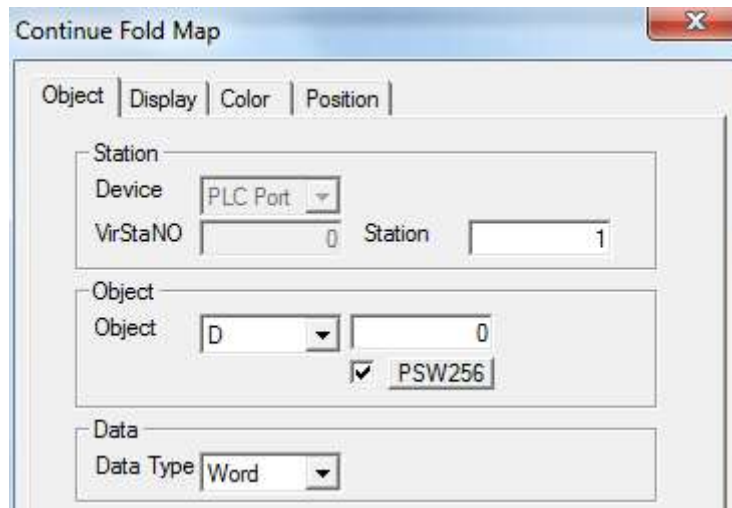 Continue Fold Map
Object Display Color Position
Station
Device PLC Port
VirStaNO 0 Station 1
Object
Object D 0
PSW256
Data
Data Type Word